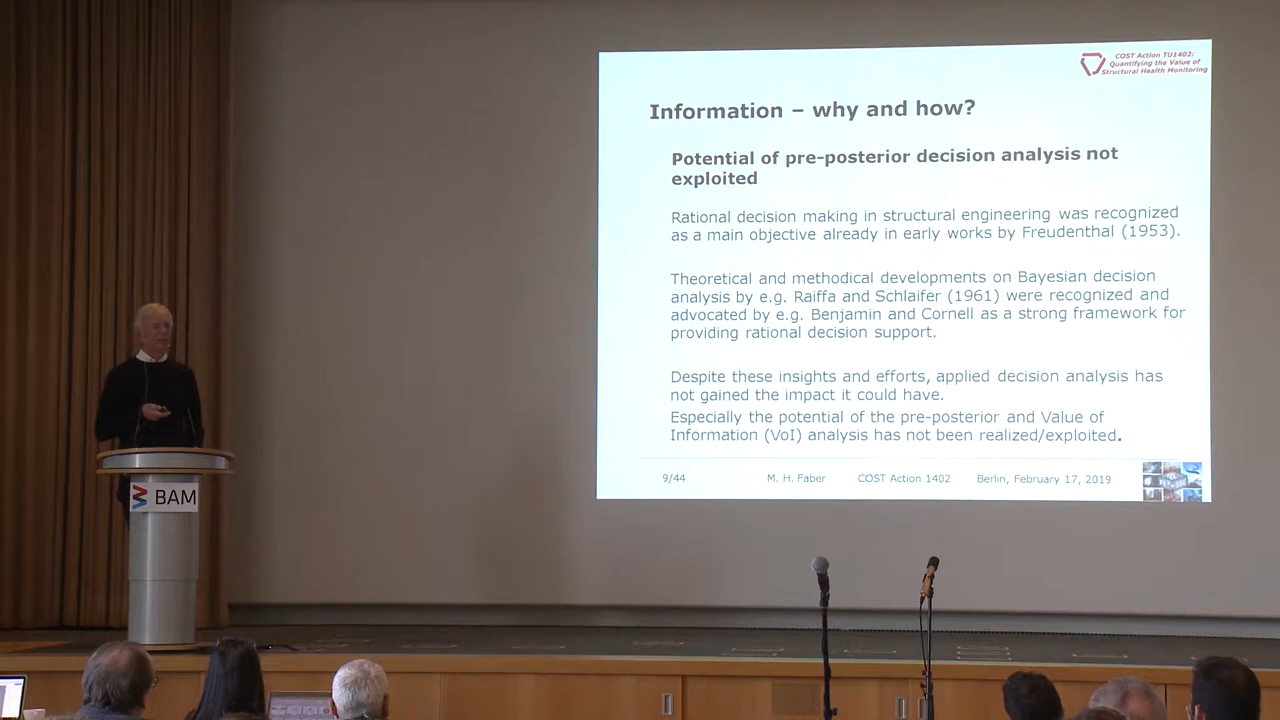 COST Action TU1402:
Quantifying the Value of
Structural Health Monitoring
Information – why and how?
Potential of pre-posterior decision analysis not
exploited
Rational decision making in structural engineering was recognized
as a main objective already in early works by Freudenthal (1953).
Theoretical and methodical developments on Bayesian decision
analysis by e.g. Raiffa and Schlaifer (1961) were recognized and
advocated by e.g. Benjamin and Cornell as a strong framework for
providing rational decision support.
Despite these insights and efforts, applied decision analysis has
not gained the impact it could have.
Especially the potential of the pre-posterior and Value of
Information (VoI) analysis has not been realized/exploited.
9/44 M. H. Faber COST Action 1402 Berlin, February 17, 2019
BAM